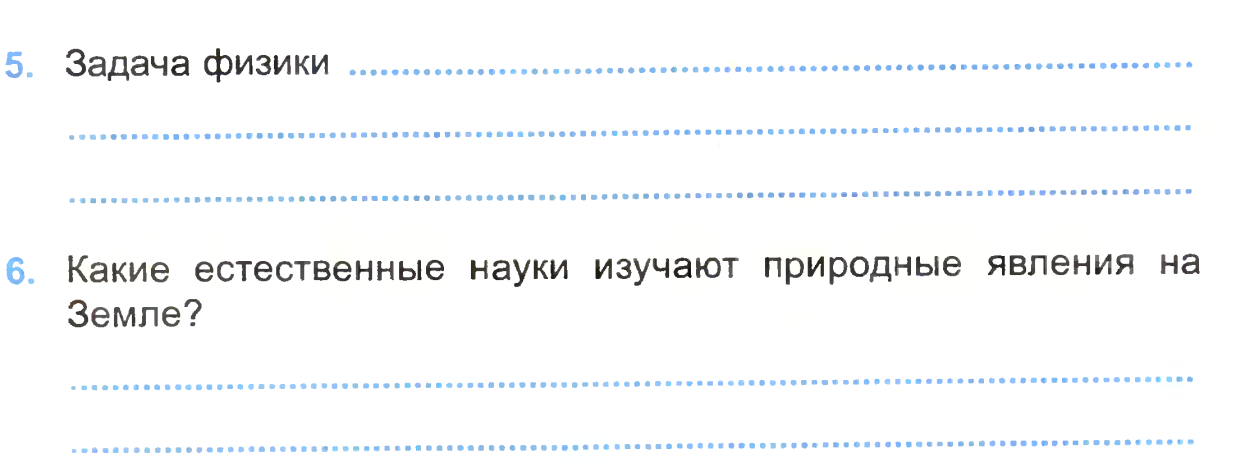 5. Задача физики
6. Какие естественные науки изучают природные явления на
Земле?